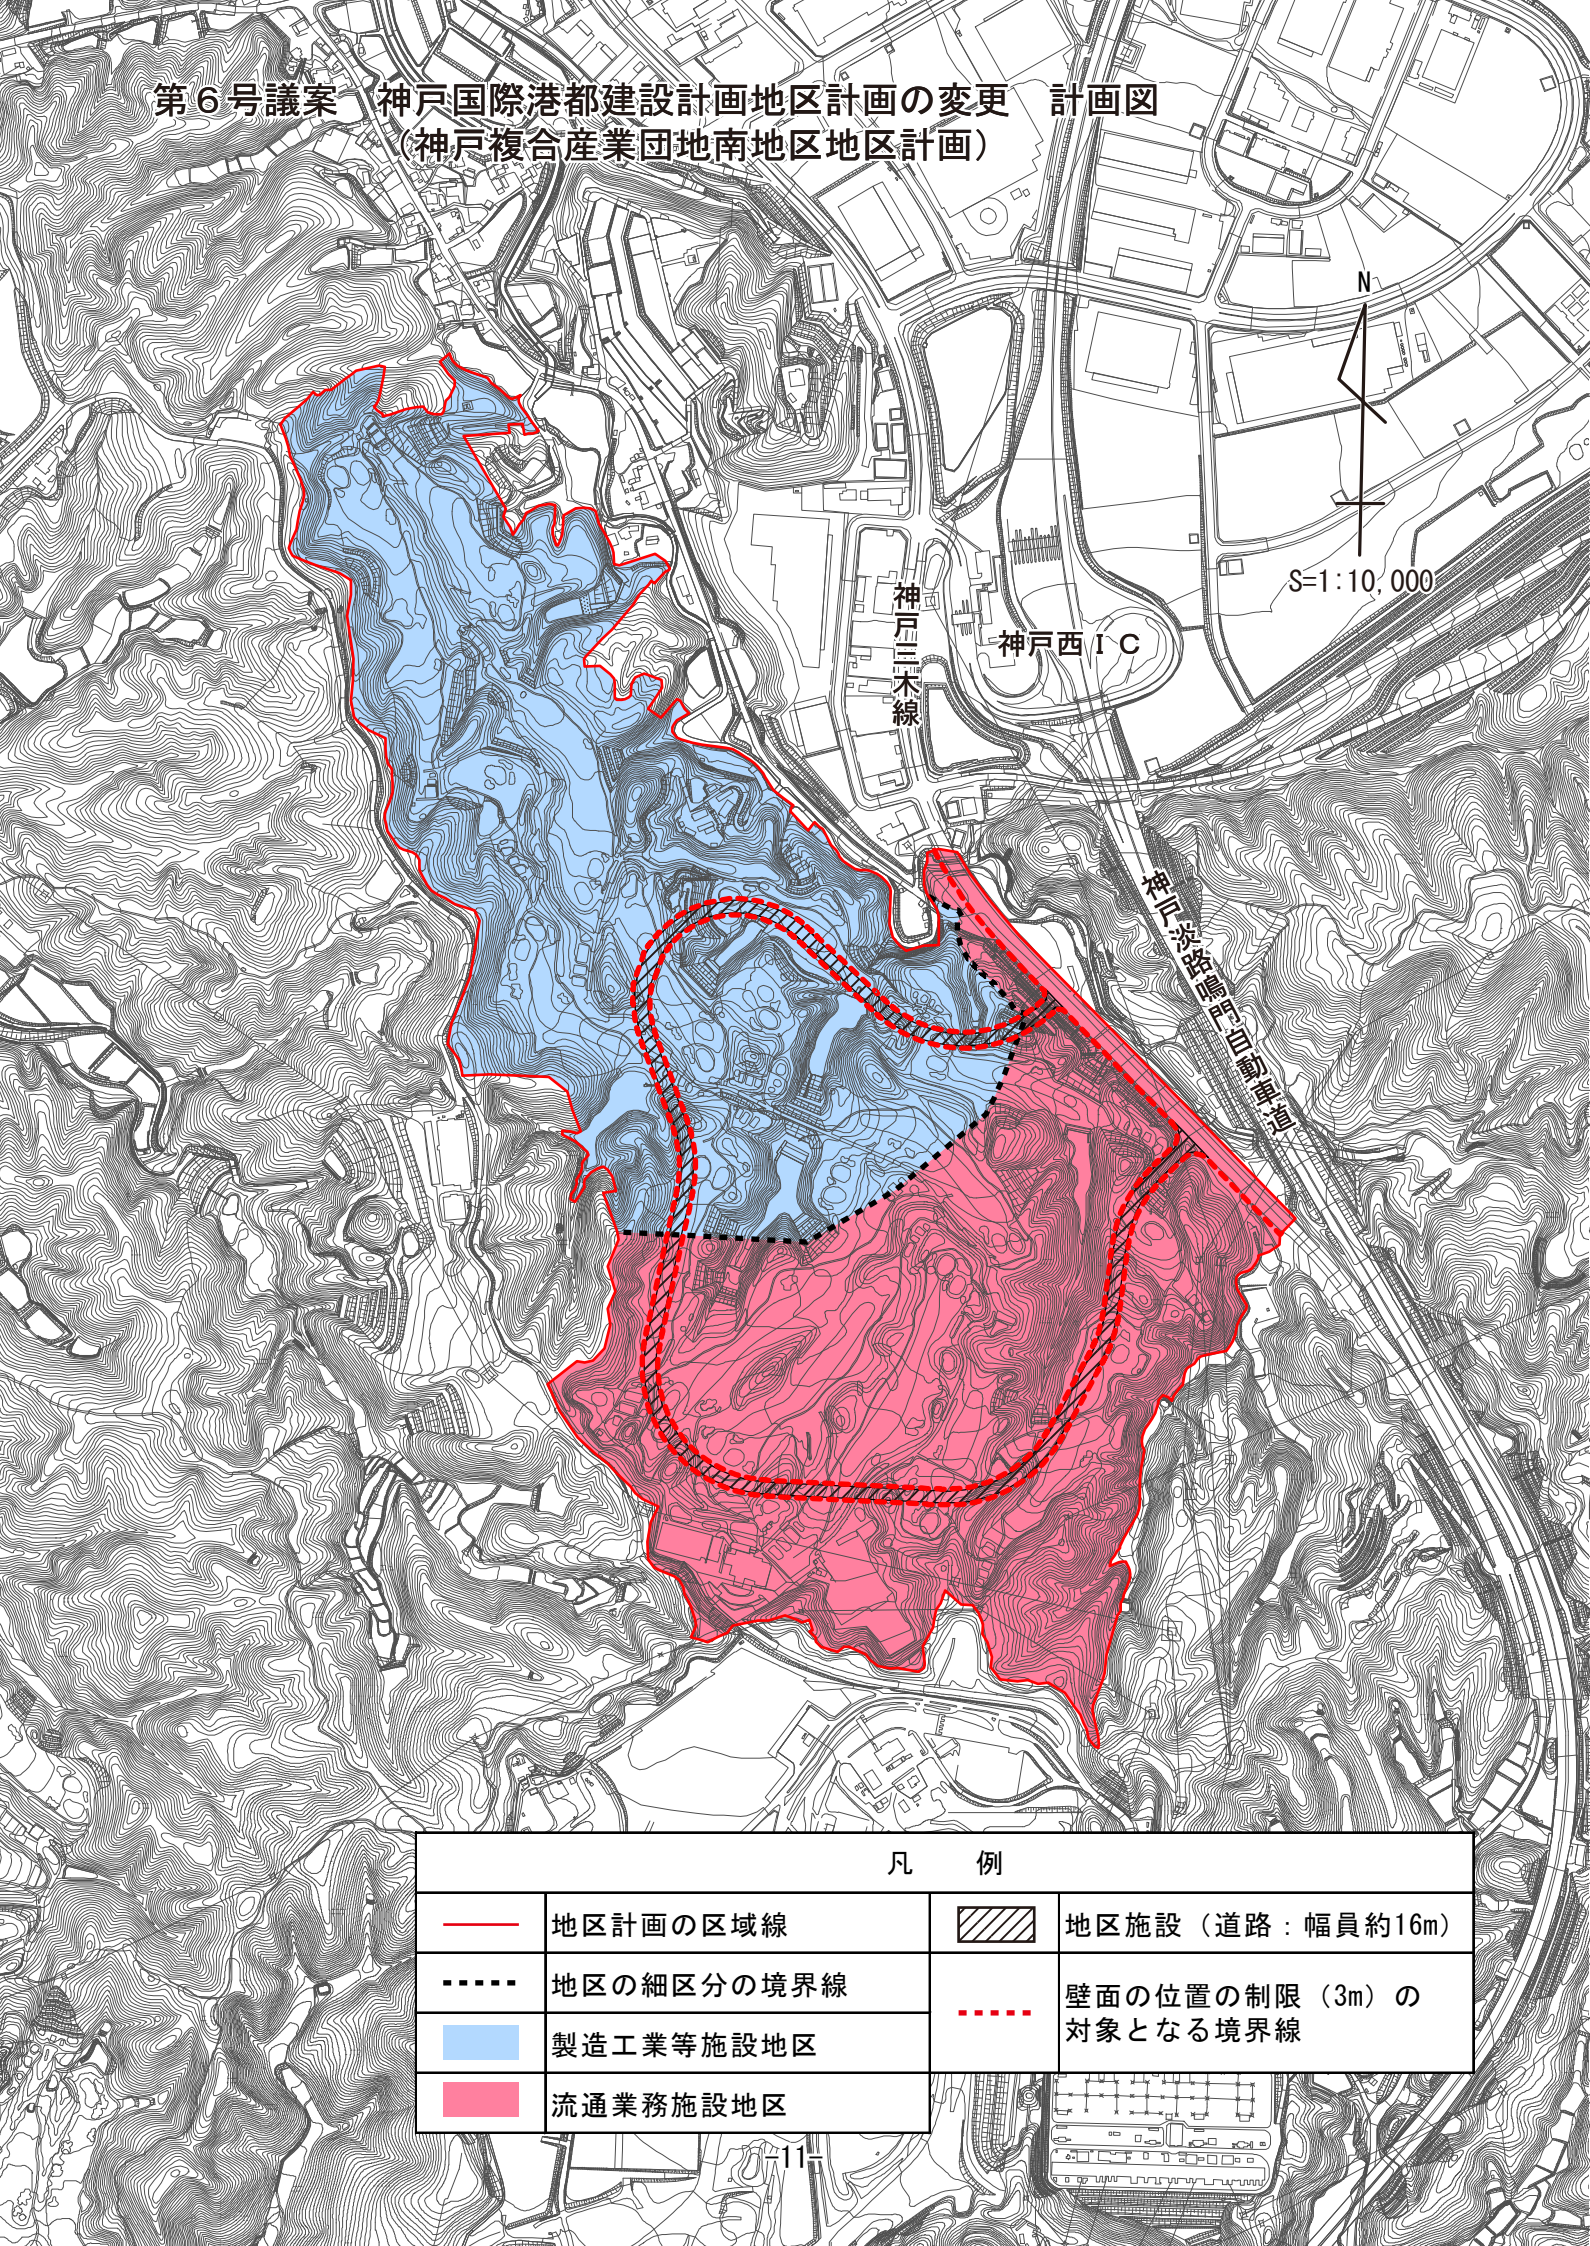 第６号議案　神戸国際港都建設計画地区計画の変更　計画図
（神戸複合産業団地南地区地区計画）
N
S=1:10,000
神戸三木線
神戸西ＩＣ
神戸淡路鳴門自動車道
凡　例
地区計画の区域線
地区の細区分の境界線
製造工業等施設地区
流通業務施設地区
地区施設（道路：幅員約16m）
壁面の位置の制限（3m）の
対象となる境界線
-11-